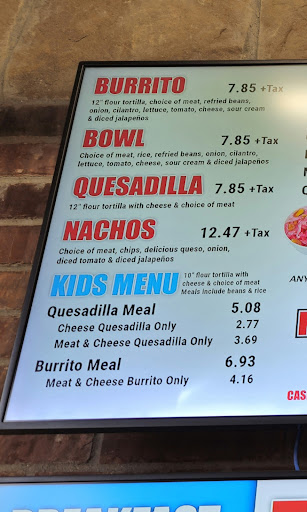 BURRITO 7.85 +Tax
12" flour tortilla, choice of meat, refried beans,
onion, cilantro, lettuce, tomato, cheese, sour cream
& diced jalapeños
BOWL 7.85 +Tax
Choice of meat, rice, refried beans, onion, cilantro,
lettuce, tomato, cheese, sour cream & diced jalapeños
QUESADILLA 7.85 +Tax
12" flour tortilla with cheese & choice of meat
NACHOS 12.47 +Tax
Choice of meat, chips, delicious queso, onion,
diced tomato & diced jalapeños
KIDS MENU 10" flour tortilla with
cheese & choice of meat
Meals include beans & rice
Quesadilla Meal 5.08
Cheese Quesadilla Only 2.77
Meat & Cheese Quesadilla Only 3.69
Burrito Meal 6.93
Meat & Cheese Burrito Only 4.16
ANY
CAS
BREAKFAST